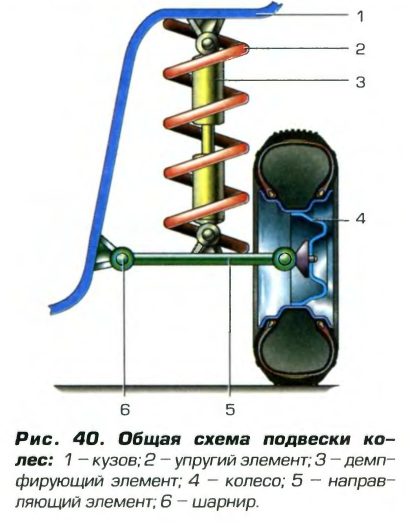 1
2
3
4
6 5
Рис. 40. Общая схема подвески ко-
лес: 1 – кузов; 2 – упругий элемент; 3 – демп-
фирующий элемент; 4 – колесо; 5 – направ-
ляющий элемент; 6 – шарнир.